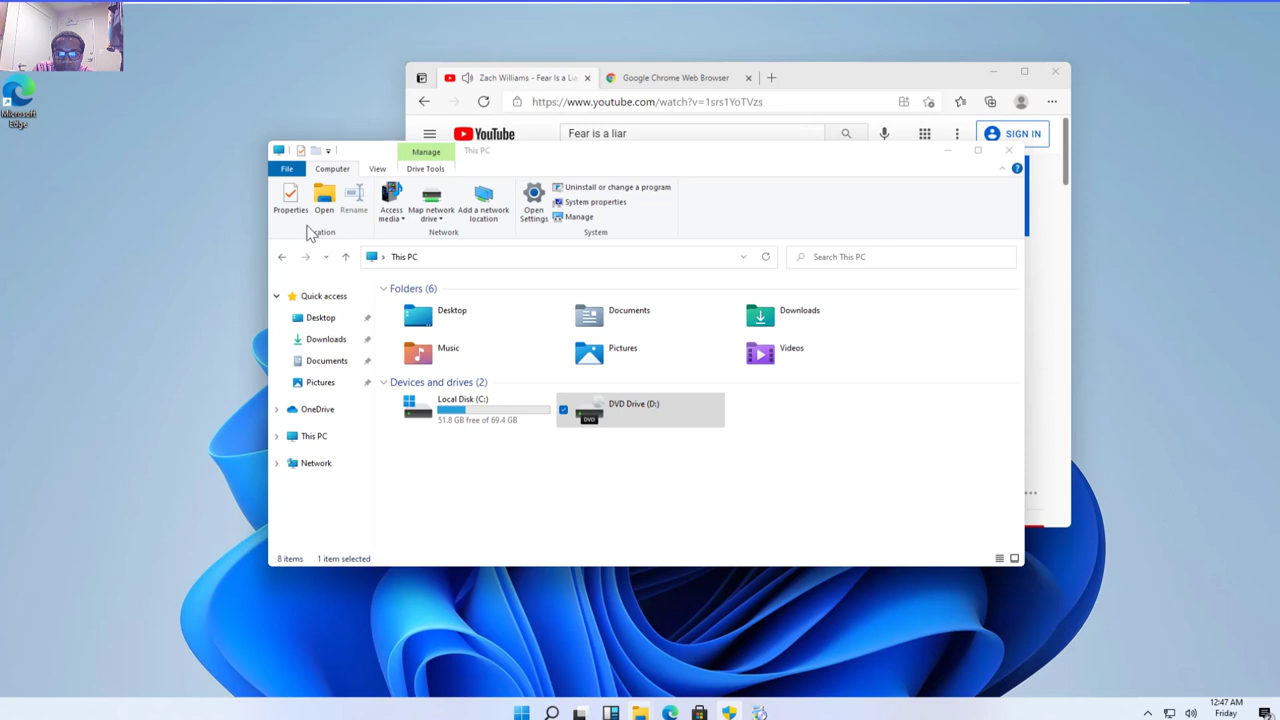 Microsoft
Edge
Zach Williams - Fear Is a Lie
Google Chrome Web Browser
https://www.youtube.com/watch?v=1srs1YoTVzs
YouTube
Fear is a liar
SIGN IN
Manage
This PC
File
Computer
View
Drive Tools
Properties
Open
Rename
Access
media
Map network
drive
Add a network
location
Open
Settings
Uninstall or change a program
System properties
Manage
Network
System
This PC
Search This PC
Quick access
Desktop
Downloads
Documents
Pictures
OneDrive
This PC
Network
Folders (6)
Desktop
Documents
Downloads
Music
Pictures
Videos
Devices and drives (2)
Local Disk (C:)
51.8 GB free of 69.4 GB
DVD Drive (D:)
DVD
8 items
1 item selected
12:47 AM
Friday